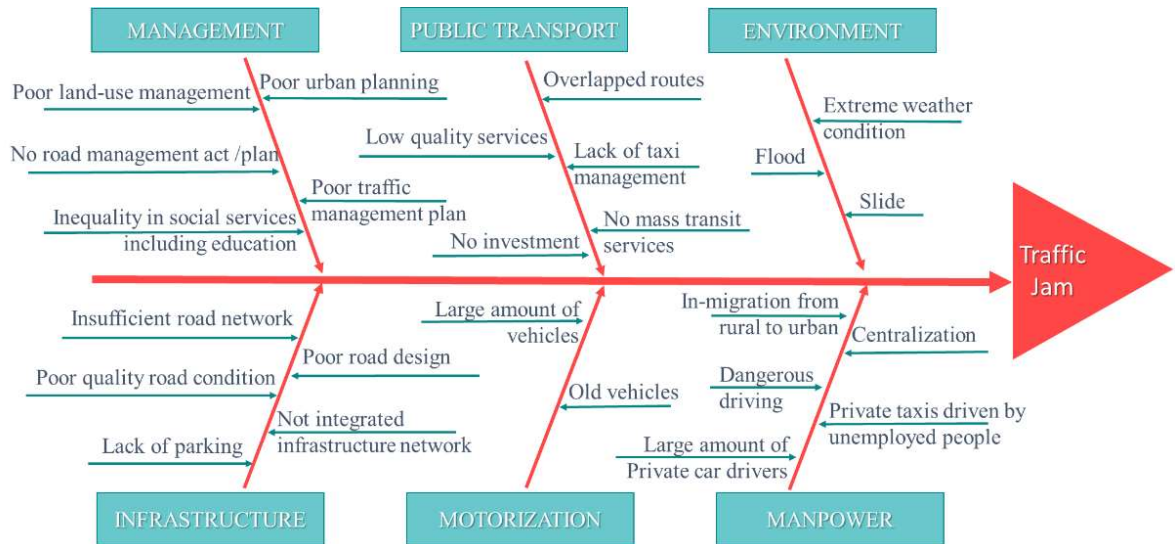 MANAGEMENT
PUBLIC TRANSPORT
ENVIRONMENT
Poor urban planning
Poor land-use management
No road management act /plan
Poor traffic
management plan
Inequality in social services
including education
Overlapped routes
Low quality services
Lack of taxi
management
No mass transit
services
No investment
Extreme weather
condition
Flood
Slide
Traffic
Jam
Insufficient road network
Poor road design
Poor quality road condition
Not integrated
infrastructure network
Lack of parking
Large amount of
vehicles
Old vehicles
In-migration from
rural to urban
Centralization
Dangerous
driving
Private taxis driven by
unemployed people
Large amount of
Private car drivers
INFRASTRUCTURE
MOTORIZATION
MANPOWER